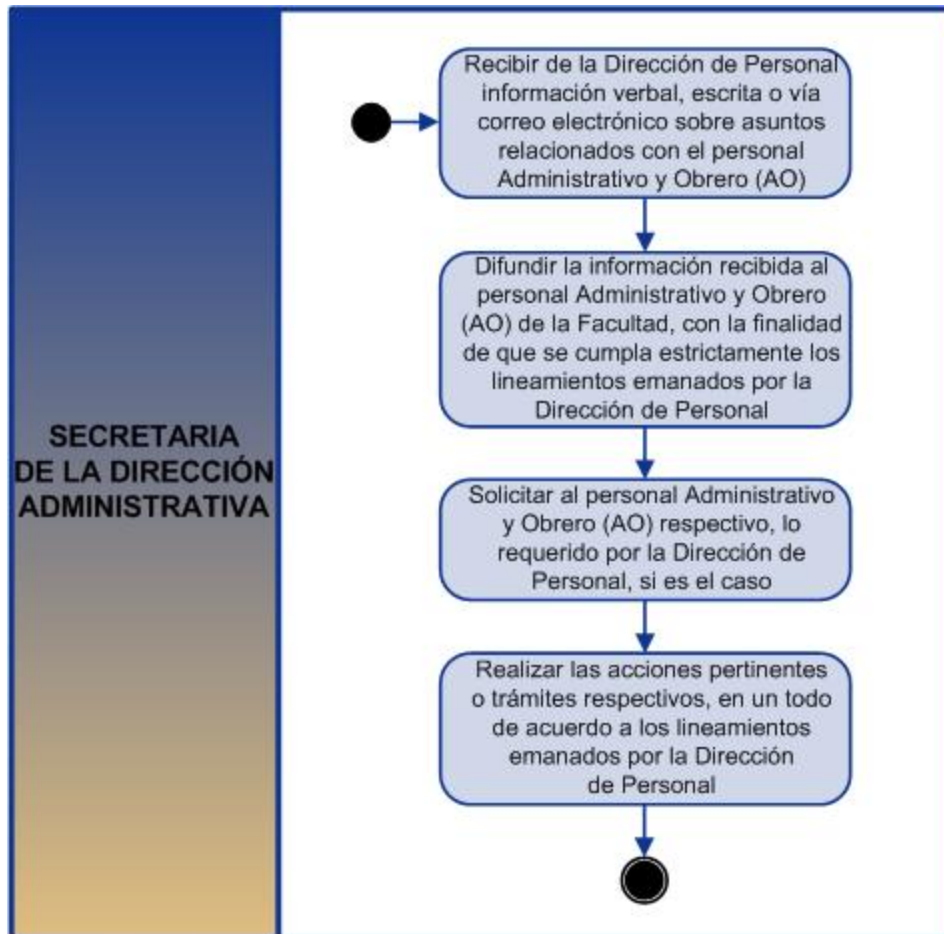 SECRETARIA
DE LA DIRECCIÓN
ADMINISTRATIVA
Recibir de la Dirección de Personal
información verbal, escrita o vía
correo electrónico sobre asuntos
relacionados con el personal
Administrativo y Obrero (AO)
Difundir la información recibida al
personal Administrativo y Obrero
(AO) de la Facultad, con la finalidad
de que se cumpla estrictamente los
lineamientos emanados por la
Dirección de Personal
Solicitar al personal Administrativo
y Obrero (AO) respectivo, lo
requerido por la Dirección de
Personal, si es el caso
Realizar las acciones pertinentes
o trámites respectivos, en un todo
de acuerdo a los lineamientos
emanados por la Dirección
de Personal